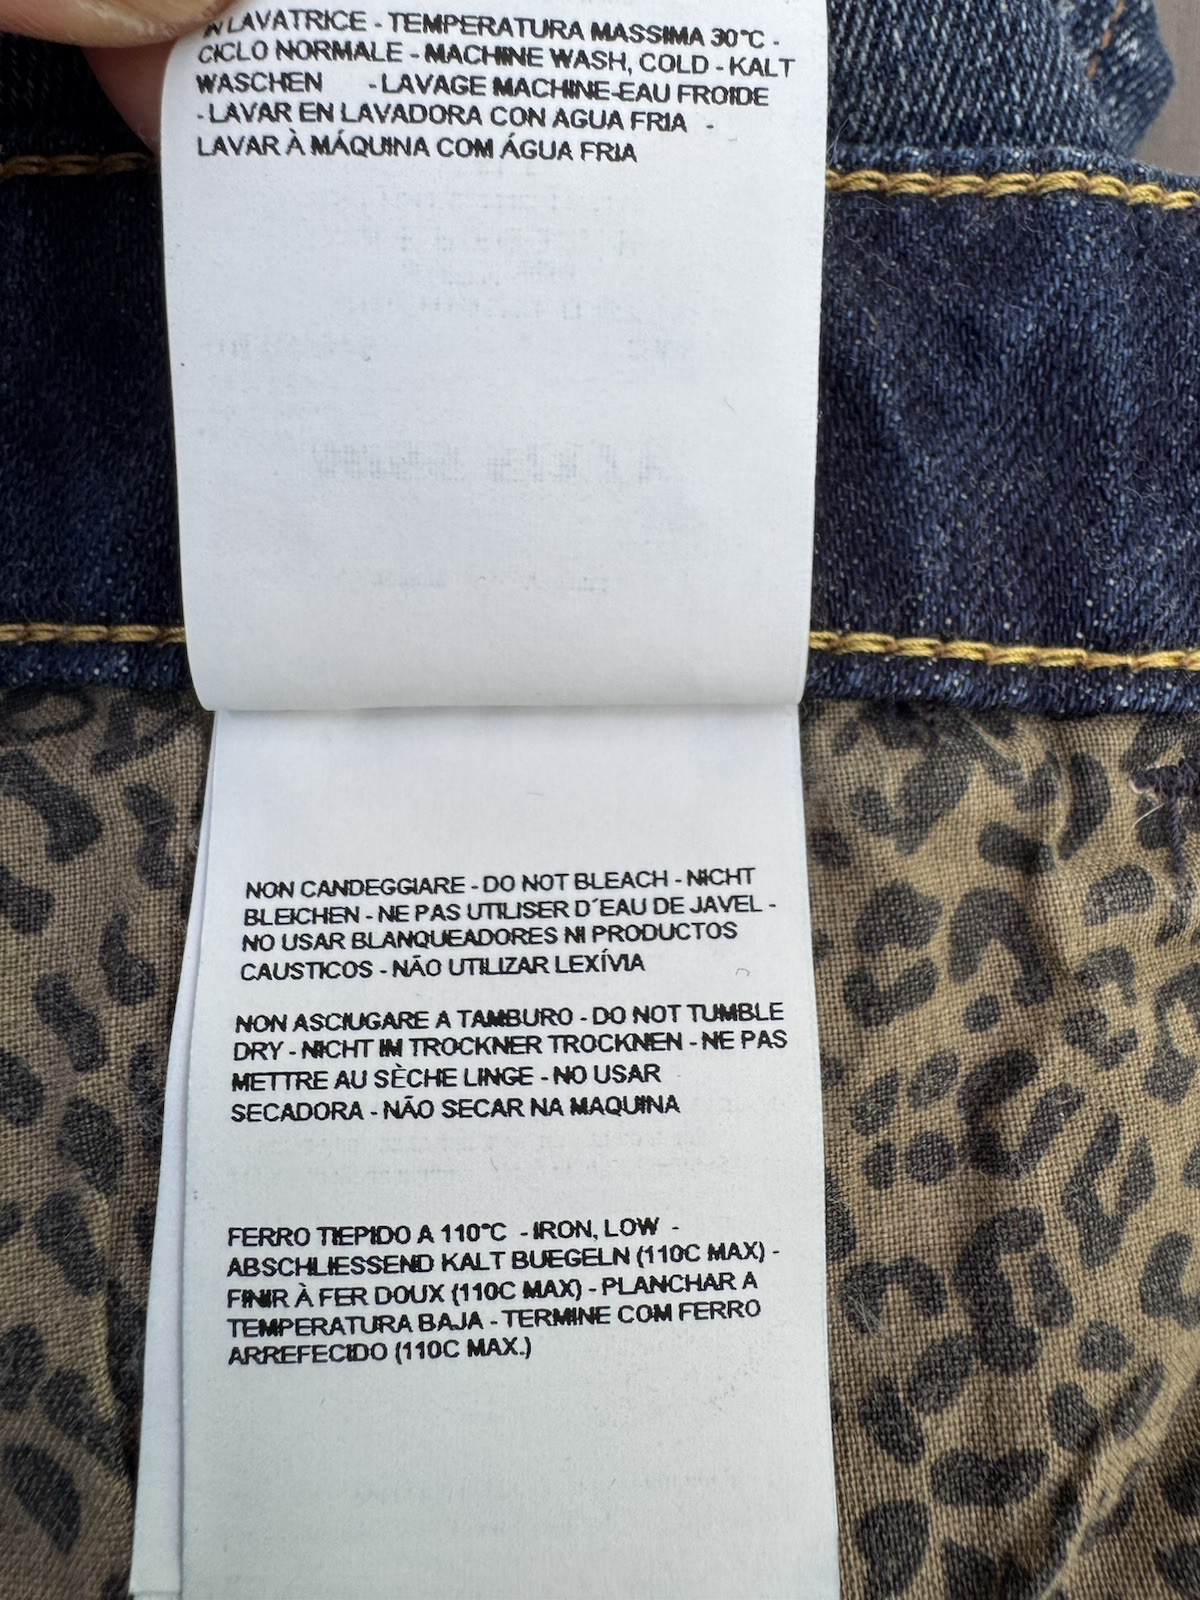 IN LAVATRICE - TEMPERATURA MASSIMA 30°C -
CICLO NORMALE - MACHINE WASH, COLD - KALT
WASCHEN - LAVAGE MACHINE-EAU FROIDE
- LAVAR EN LAVADORA CON AGUA FRIA -
LAVAR À MÁQUINA COM ÁGUA FRIA
NON CANDEGGIARE - DO NOT BLEACH - NICHT
BLEICHEN - NE PAS UTILISER D´EAU DE JAVEL -
NO USAR BLANQUEADORES NI PRODUCTOS
CAUSTICOS - NÃO UTILIZAR LEXÍVIA
NON ASCIUGARE A TAMBURO - DO NOT TUMBLE
DRY - NICHT IM TROCKNER TROCKNEN - NE PAS
METTRE AU SÈCHE LINGE - NO USAR
SECADORA - NÃO SECAR NA MAQUINA
FERRO TIEPIDO A 110°C - IRON, LOW -
ABSCHLIESSEND KALT BUEGELN (110C MAX) -
FINIR À FER DOUX (110C MAX) - PLANCHAR A
TEMPERATURA BAJA - TERMINE COM FERRO
ARREFECIDO (110C MAX.)